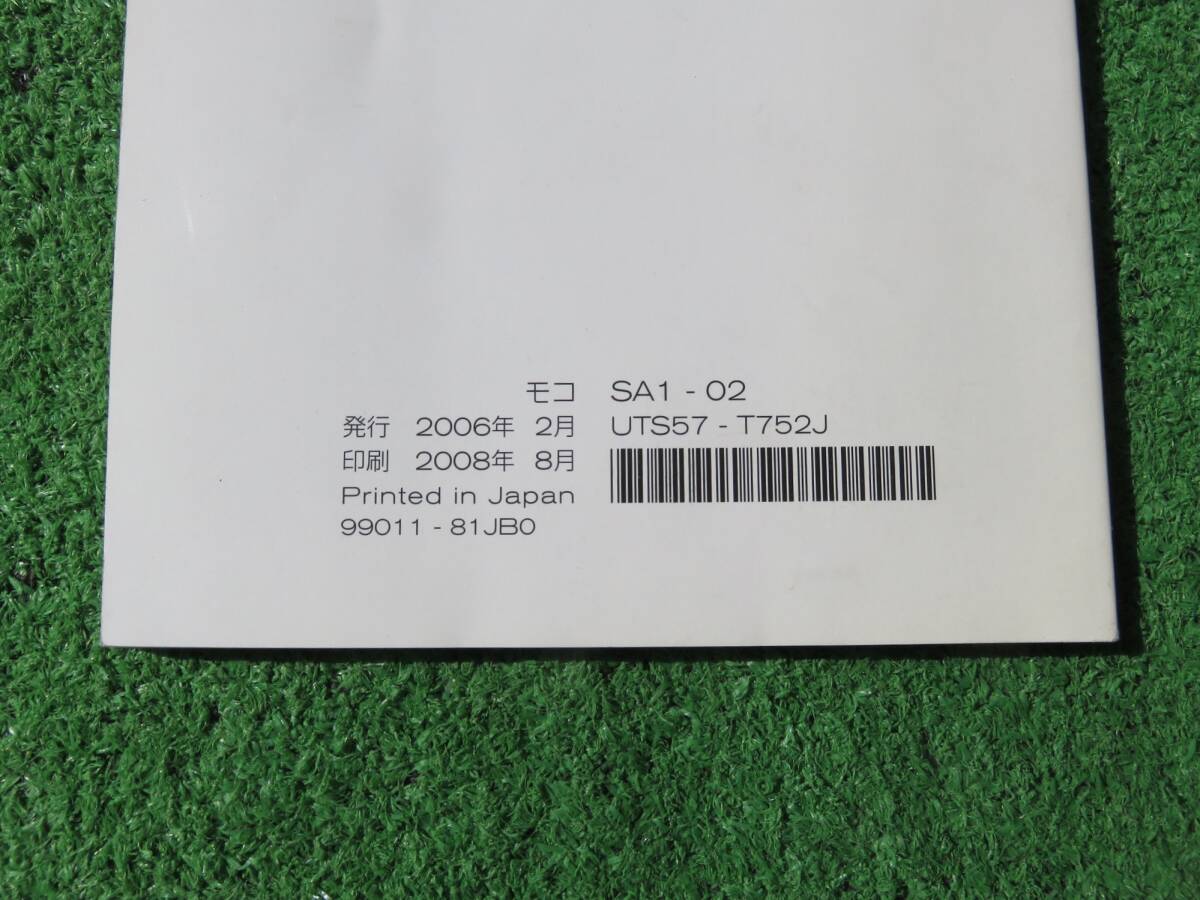 モコ SA1 - 02
発行 2006年 2月 UTS57 - T752J
印刷 2008年 8月
Printed in Japan
99011 - 81JB0